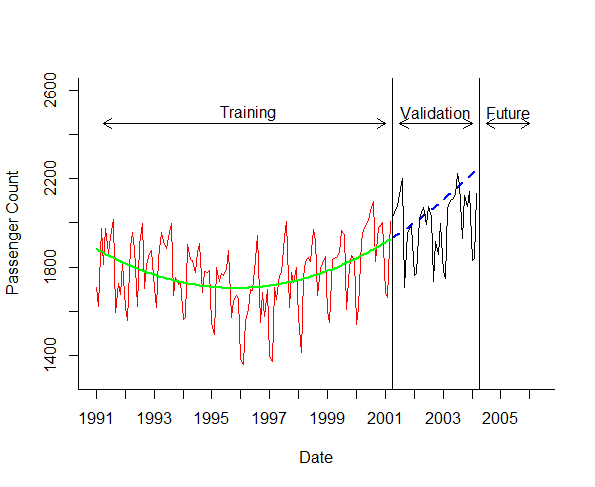 Training
Validation
Future
Passenger Count
2600
2200
1800
1400
1991 1993 1995 1997 1999 2001 2003 2005
Date